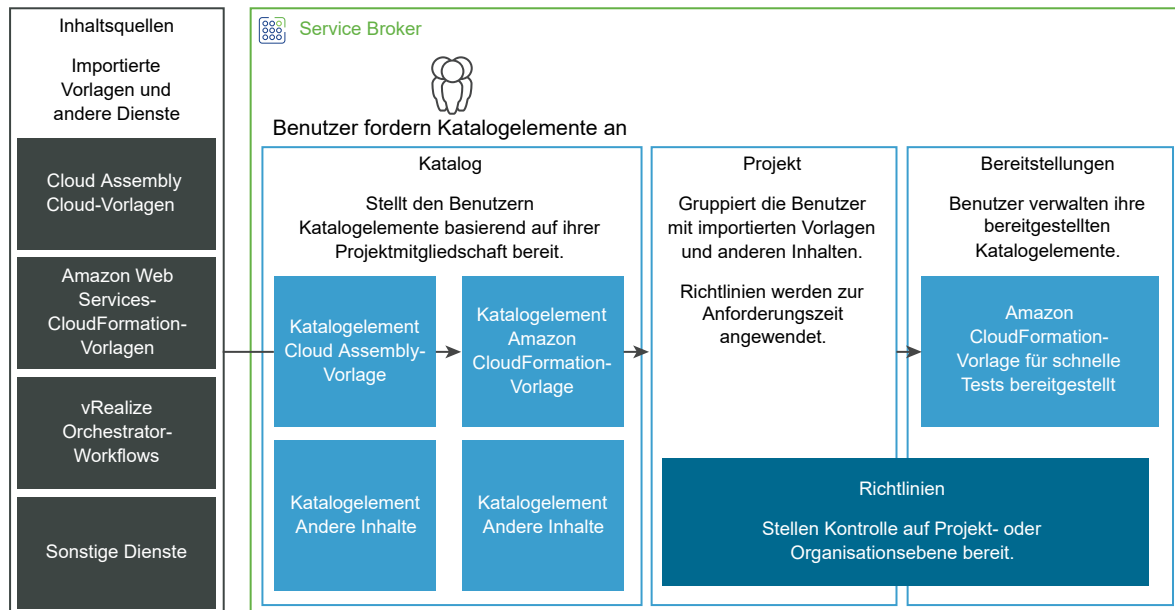 Inhaltsquellen
Importierte
Vorlagen und
andere Dienste
Cloud Assembly
Cloud-Vorlagen
Amazon Web
Services-
CloudFormation-
Vorlagen
vRealize
Orchestrator-
Workflows
Sonstige Dienste
Service Broker
Benutzer fordern Katalogelemente an
Katalog
Stellt den Benutzern
Katalogelemente basierend auf ihrer
Projektmitgliedschaft bereit.
Katalogelement
Cloud Assembly-
Vorlage
Katalogelement
Amazon
CloudFormation-
Vorlage
Katalogelement
Andere Inhalte
Katalogelement
Andere Inhalte
Projekt
Gruppiert die Benutzer
mit importierten Vorlagen
und anderen Inhalten.
Richtlinien werden zur
Anforderungszeit
angewendet.
Bereitstellungen
Benutzer verwalten ihre
bereitgestellten
Katalogelemente.
Amazon
CloudFormation-
Vorlage für schnelle
Tests bereitgestellt
Richtlinien
Stellen Kontrolle auf Projekt- oder
Organisationsebene bereit.